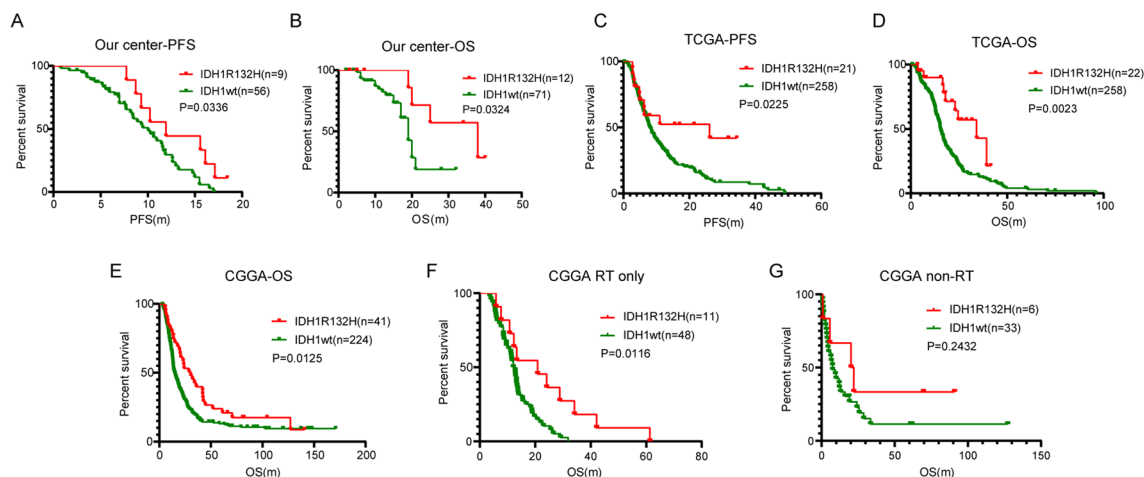 A
Our center-PFS
Percent survival
100
50
0
0 5 10 15 20
PFS(m)
IDH1R132H(n=9)
IDH1wt(n=56)
P=0.0336
B
Our center-OS
Percent survival
100
50
0
0 10 20 30 40 50
OS(m)
IDH1R132H(n=12)
IDH1wt(n=71)
P=0.0324
C
TCGA-PFS
Percent survival
100
50
0
0 20 40 60
PFS(m)
IDH1R132H(n=21)
IDH1wt(n=258)
P=0.0225
D
TCGA-OS
Percent survival
100
50
0
0 50 100
OS(m)
IDH1R132H(n=22)
IDH1wt(n=258)
P=0.0023
E
CGGA-OS
Percent survival
100
50
0
0 50 100 150 200
OS(m)
IDH1R132H(n=41)
IDH1wt(n=224)
P=0.0125
F
CGGA RT only
Percent survival
100
50
0
0 20 40 60 80
OS(m)
IDH1R132H(n=11)
IDH1wt(n=48)
P=0.0116
G
CGGA non-RT
Percent survival
100
50
0
0 50 100 150
OS(m)
IDH1R132H(n=6)
IDH1wt(n=33)
P=0.2432